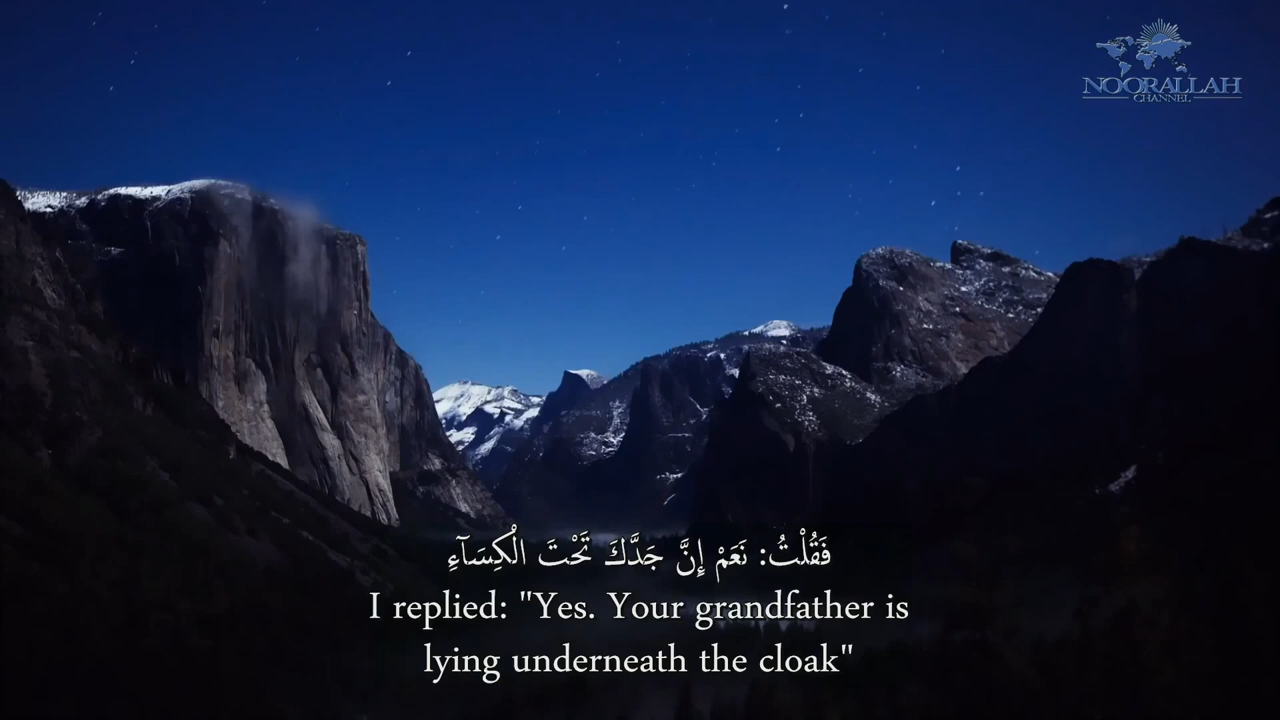 NOORALLAH
CHANNEL
فَقُلْتُ: نَعَمْ إِنَّ جَدَّكَ تَحْتَ الْكِسَآءِ
I replied: "Yes. Your grandfather is
lying underneath the cloak"